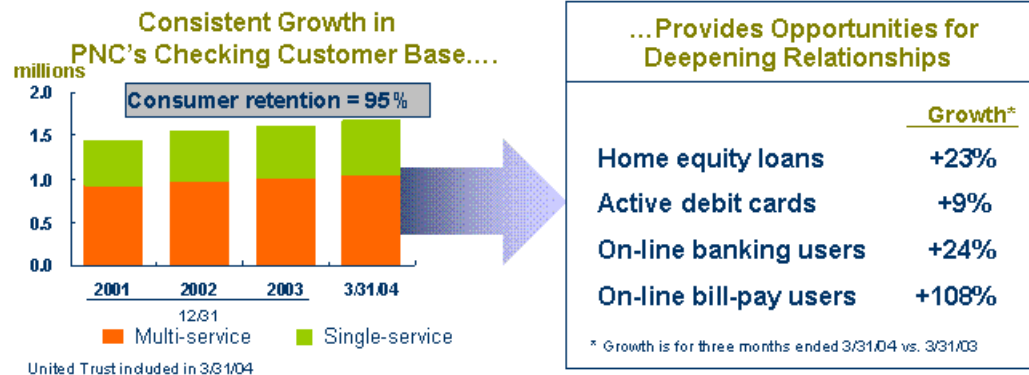 Consistent Growth in
PNC's Checking Customer Base....
millions
2.0
Consumer retention = 95%
1.5
1.0
0.5
0.0
2001 2002 2003 3/31/04
12/31
Multi-service Single-service
United Trust included in 3/31/04
...Provides Opportunities for
Deepening Relationships
Growth*
Home equity loans +23%
Active debit cards +9%
On-line banking users +24%
On-line bill-pay users +108%
* Growth is for three months ended 3/31/04 vs. 3/31/03